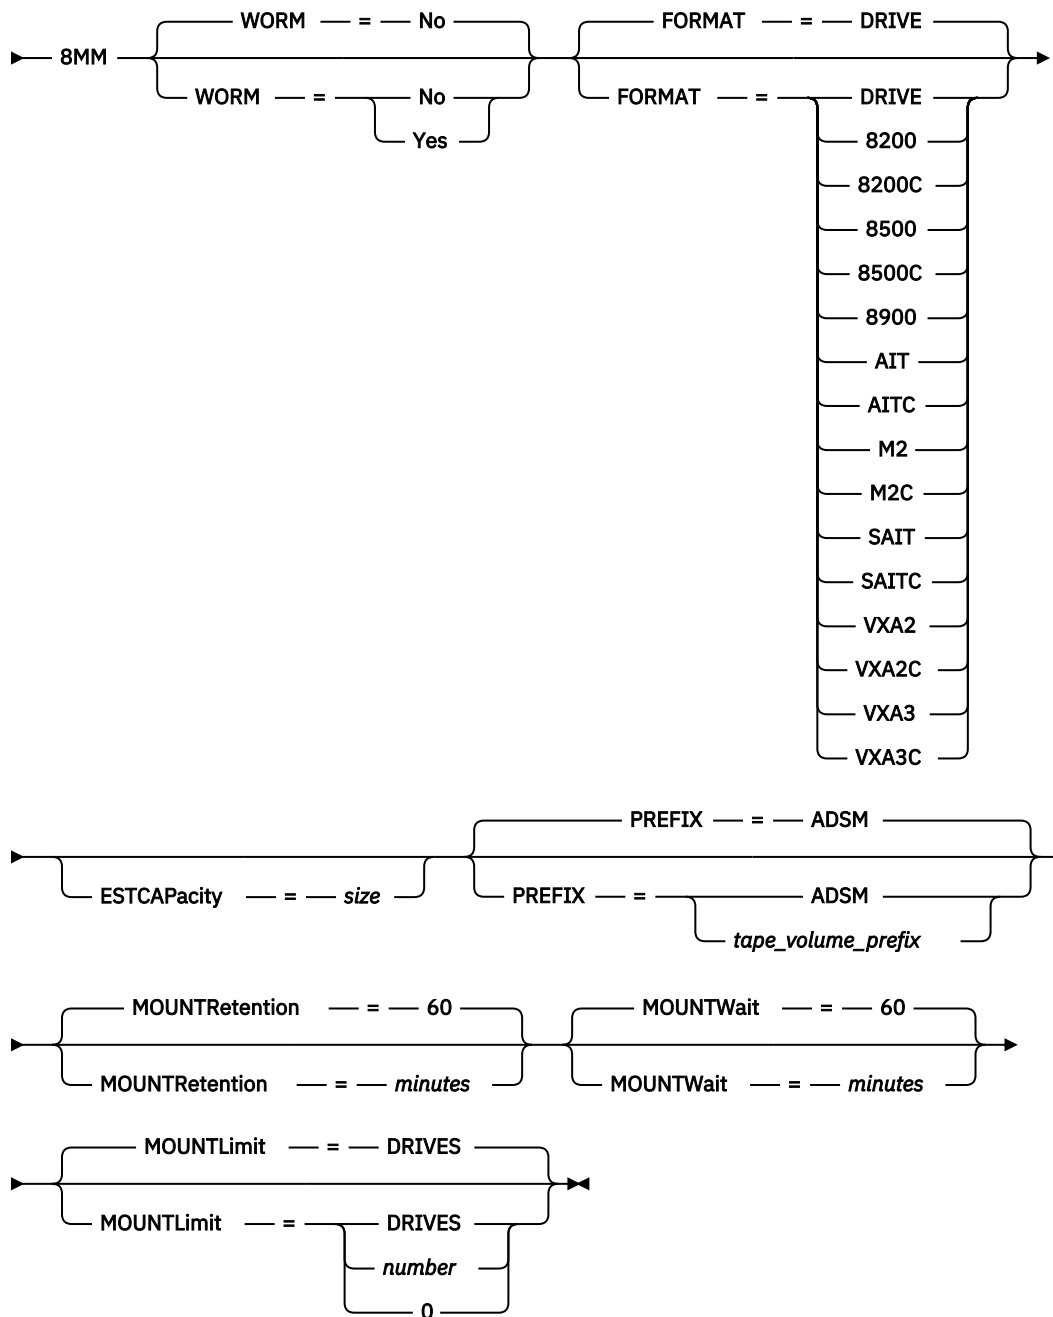 WORM = No FORMAT = DRIVE
8MM
WORM = No FORMAT = DRIVE
Yes 8200
8200C
8500
8500C
8900
AIT
AITC
M2
M2C
SAIT
SAITC
VXA2
VXA2C
VXA3
VXA3C
PREFIX = ADSM
ESTCAPacity = size PREFIX = ADSM
tape_volume_prefix
MOUNTRetention = 60 MOUNTWait = 60
MOUNTRetention = minutes MOUNTWait = minutes
MOUNTLimit = DRIVES
MOUNTLimit = DRIVES
number
0